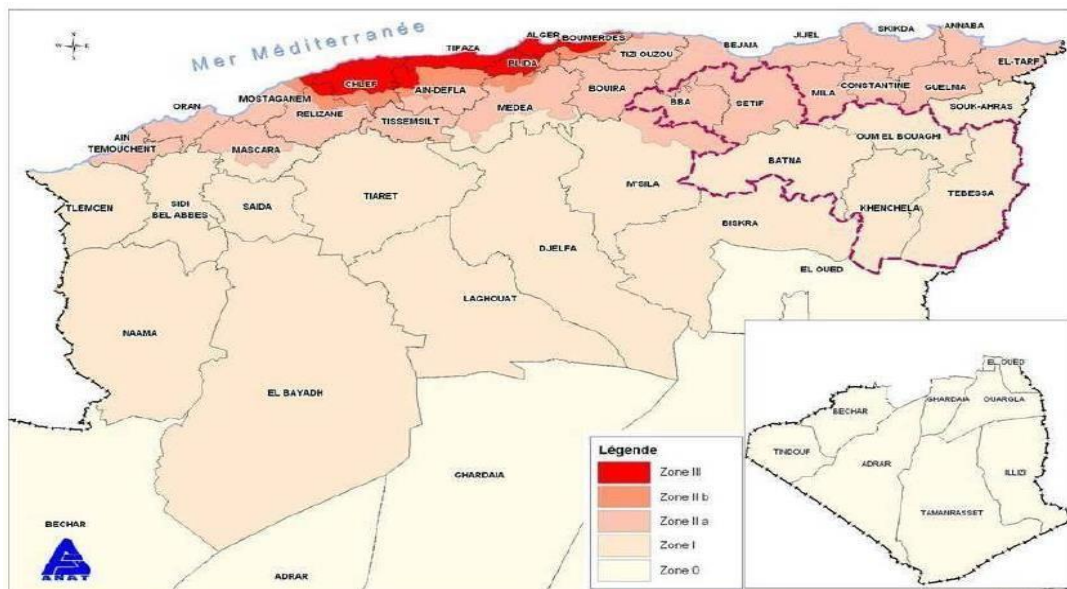 Mer Méditerranée
TIPAZA
ALGER
BOUMERDES
BLIDA
TIZI OUZOU
BEJAIA
JIJEL
SKIKDA
ANNABA
EL-TARF
CHLEF
AIN-DEFLA
BOUIRA
BBA
SETIF
MILA
CONSTANTINE
GUELMA
SOUK-AHRAS
ORAN
MOSTAGANEM
RELIZANE
TISSEMSILT
MEDEA
AIN
TEMOUCHENT
MASCARA
OUM EL BOUAGHI
BATNA
TLEMCEN
SIDI
BEL ABBES
SAIDA
TIARET
M'SILA
KHENCHELA
TEBESSA
BISKRA
DJELFA
EL OUED
LAGHOUAT
NAAMA
EL BAYADH
GHARDAIA
BECHAR
ADRAR
ANAT
Légende
Zone III
Zone II b
Zone II a
Zone I
Zone 0
EL OUED
GHARDAIA
OUARGLA
BECHAR
TINDOUF
ADRAR
ILLIZI
TAMANRASSET